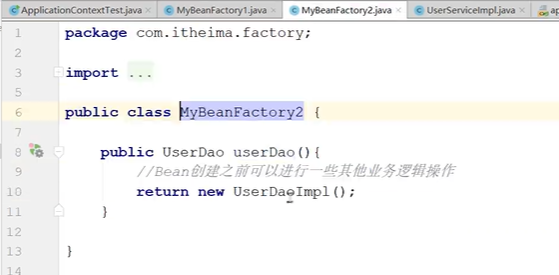 ApplicationContextTest.java × MyBeanFactory1.java × MyBeanFactory2.java × UserServiceImpl.java × ap
1 package com.itheima.factory;
2
3 import ...
5
6 public class MyBeanFactory2 {
7
8 public UserDao userDao(){
9 //Bean创建之前可以进行一些其他业务逻辑操作
10 return new UserDaoImpl();
11 }
12
13 }
14